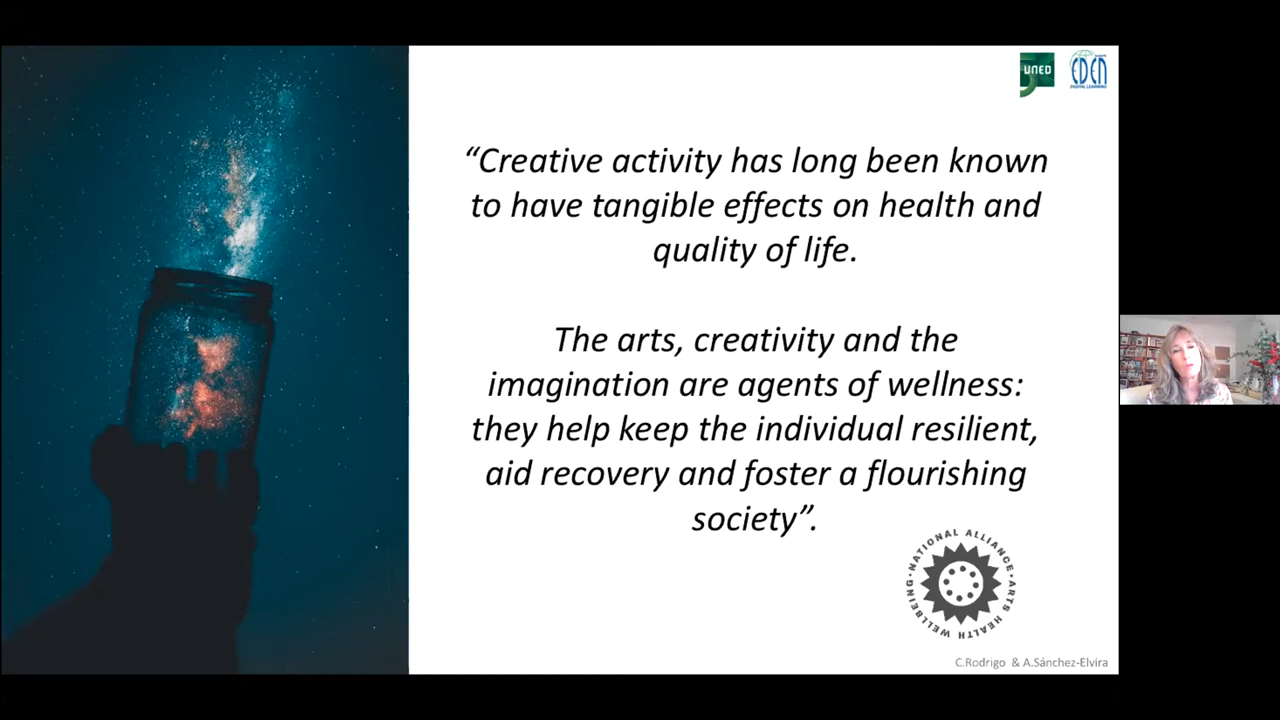 UNED
EDEN
DIGITAL LEARNING
“Creative activity has long been known
to have tangible effects on health and
quality of life.
The arts, creativity and the
imagination are agents of wellness:
they help keep the individual resilient,
aid recovery and foster a flourishing
society”.
NATIONAL ALLIANCE · ARTS HEALTH WELLBEING ·
C.Rodrigo & A.Sánchez-Elvira